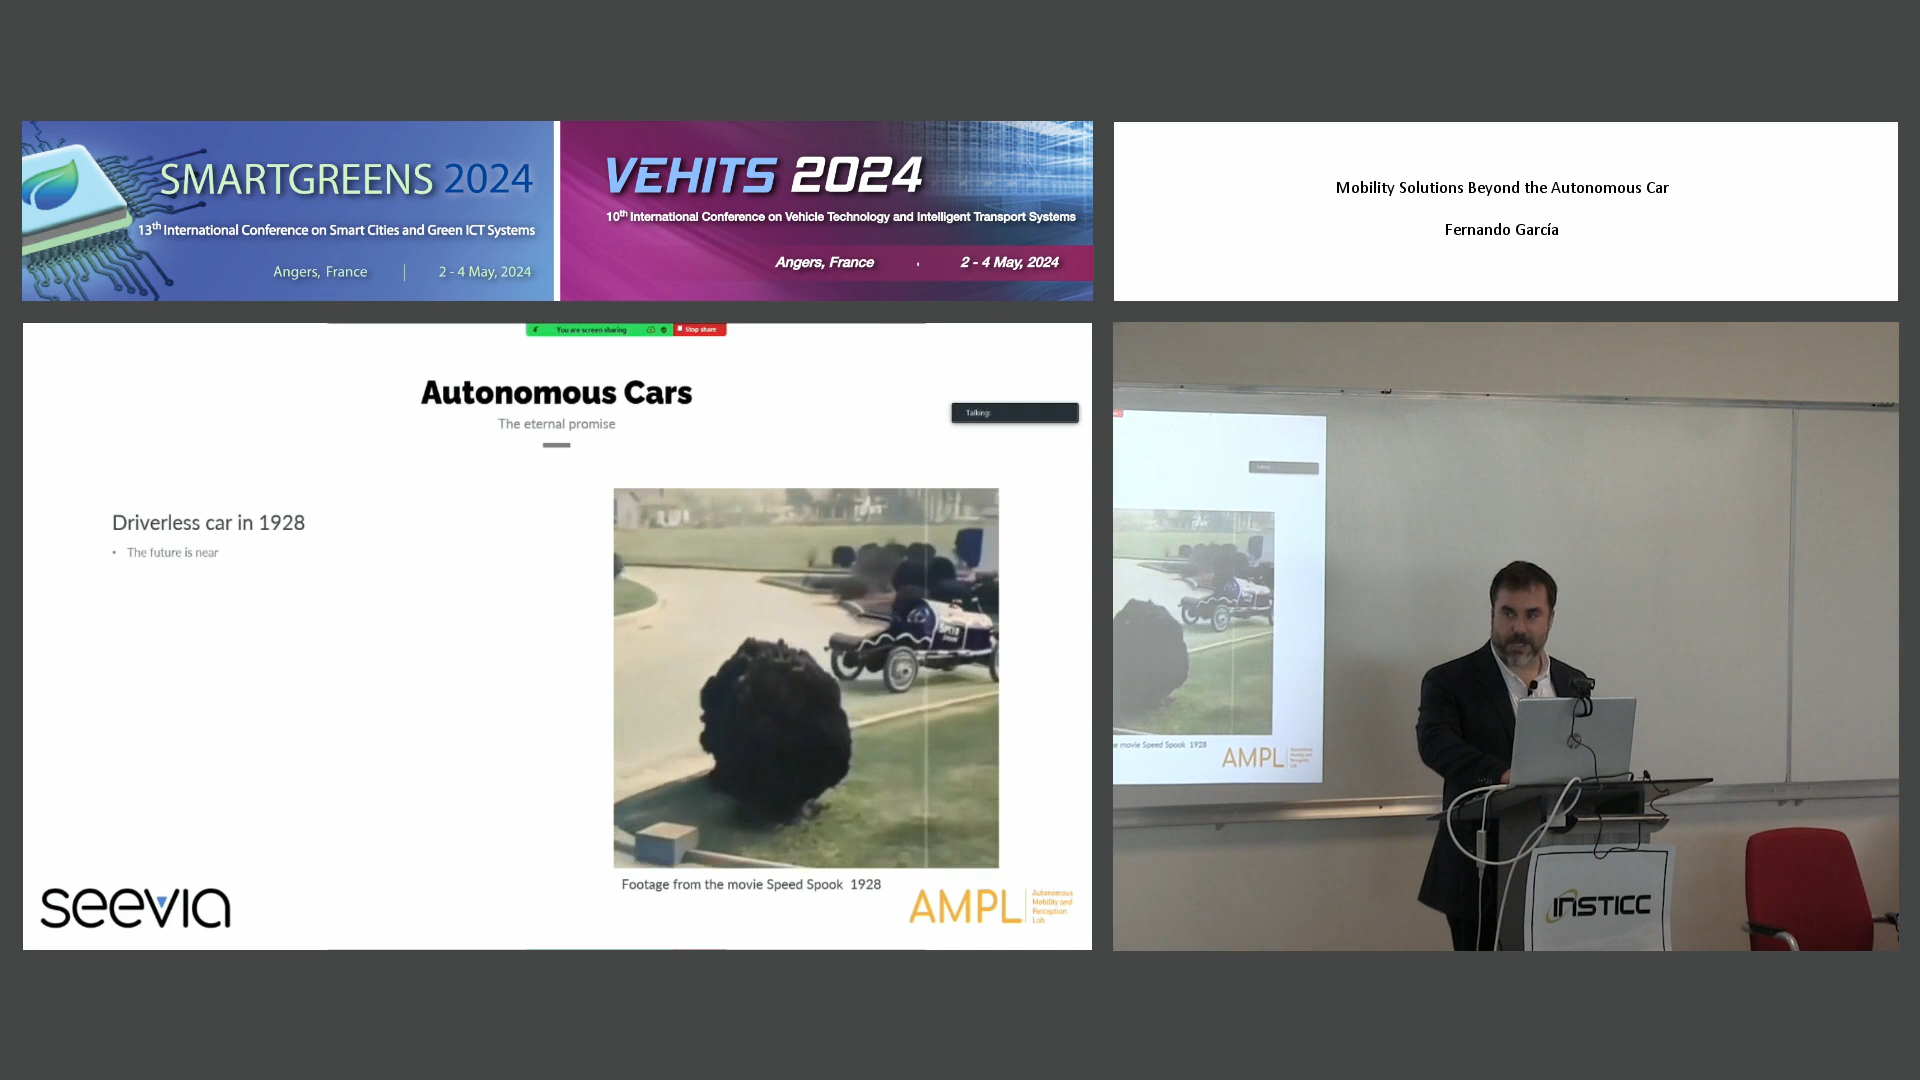 SMARTGREENS 2024
13th International Conference on Smart Cities and Green ICT Systems
Angers, France | 2 - 4 May, 2024
VEHITS 2024
10th International Conference on Vehicle Technology and Intelligent Transport Systems
Angers, France . 2 - 4 May, 2024
Mobility Solutions Beyond the Autonomous Car
Fernando García
You are screen sharing
Stop share
Autonomous Cars
The eternal promise
Talking:
Driverless car in 1928
• The future is near
SPEED
Footage from the movie Speed Spook 1928
seevia
AMPL
Autonomous
Mobility and
Perception
Lab
movie Speed Spook 1928
AMPL
INSTICC